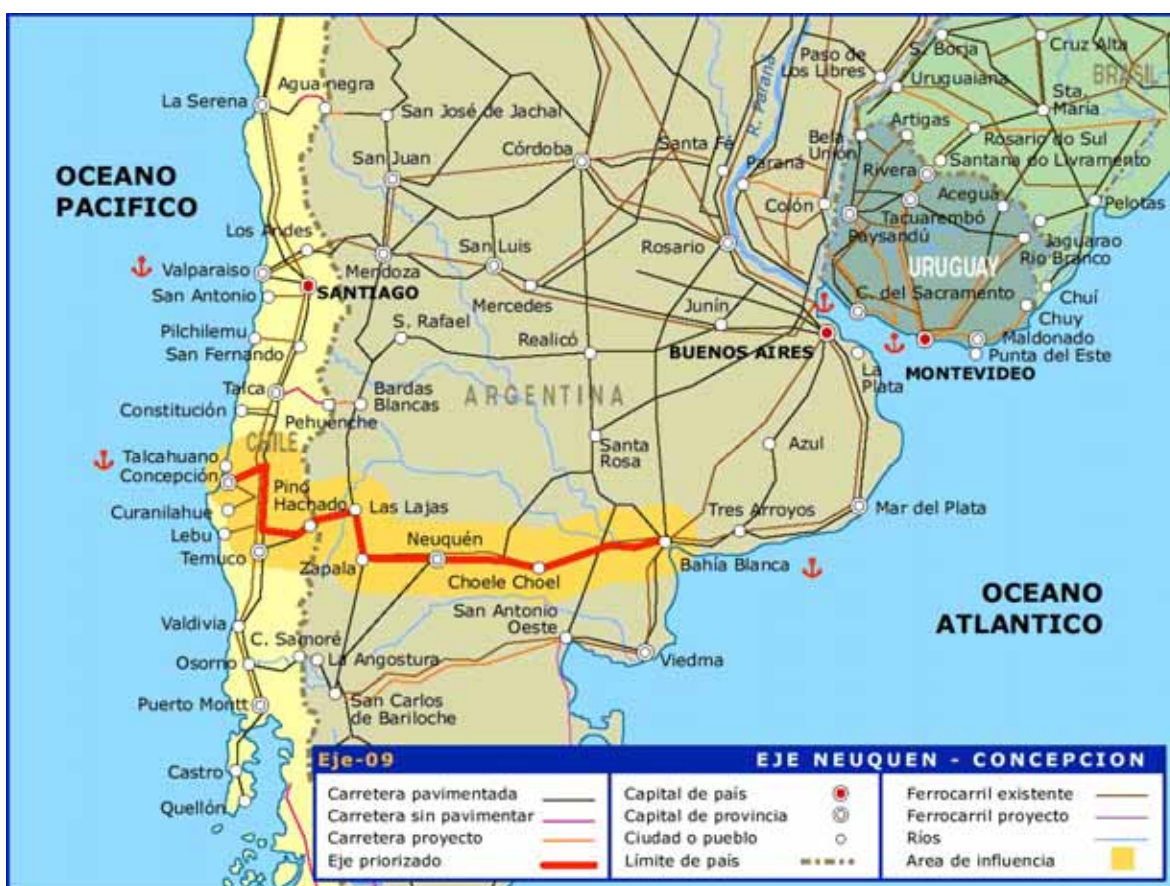 S. Borja
Cruz Alta
Paso de
Los Libres
Uruguaiana
BRASIL
Agua negra
La Serena
San José de Jachal
R. Paraná
Sta.
María
Artigas
Bela
Unión
Rosario do Sul
Santa Fé
Córdoba
San Juan
Paraná
Rivera
Santana do Livramento
OCEANO
PACIFICO
Acegua
Colón
Tacuarembó
Pelotas
Los Andes
San Luis
Rosario
Paysandú
Jaguarao
Rio Branco
Valparaiso
Mendoza
URUGUAY
SANTIAGO
San Antonio
Mercedes
Junín
C. del Sacramento
Chuí
Chuy
Pilchilemu
S. Rafael
Realicó
San Fernando
BUENOS AIRES
Maldonado
Punta del Este
La
Plata
MONTEVIDEO
Talca
Bardas
Blancas
ARGENTINA
Constitución
Pehuenche
CHILE
Santa
Rosa
Azul
Talcahuano
Concepción
Pino
Hachado
Las Lajas
Curanilahue
Tres Arroyos
Mar del Plata
Lebu
Neuquén
Temuco
Zapala
Choele Choel
Bahía Blanca
OCEANO
ATLANTICO
San Antonio
Oeste
Valdivia
C. Samoré
Osorno
La Angostura
Viedma
Puerto Montt
San Carlos
de Bariloche
Castro
Quellón
Eje-09
EJE NEUQUEN - CONCEPCION
Carretera pavimentada
Capital de país
Ferrocarril existente
Carretera sin pavimentar
Capital de provincia
Ferrocarril proyecto
Carretera proyecto
Ciudad o pueblo
Ríos
Eje priorizado
Límite de país
Area de influencia